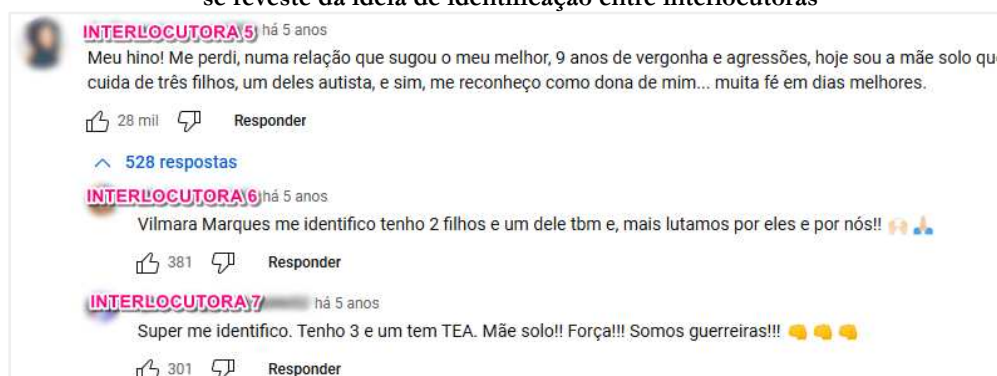 se reveste da ideia de identificação entre interlocutoras
INTERLOCUTORA 5 há 5 anos
Meu hino! Me perdi, numa relação que sugou o meu melhor, 9 anos de vergonha e agressões, hoje sou a mãe solo que
cuida de três filhos, um deles autista, e sim, me reconheço como dona de mim... muita fé em dias melhores.
28 mil Responder
528 respostas
INTERLOCUTORA 6 há 5 anos
Vilmara Marques me identifico tenho 2 filhos e um dele tbm e, mais lutamos por eles e por nós!! 🙌🏻 🙏🏻
381 Responder
INTERLOCUTORA 7 há 5 anos
Super me identifico. Tenho 3 e um tem TEA. Mãe solo!! Força!!! Somos guerreiras!!! 👊 👊 👊
301 Responder